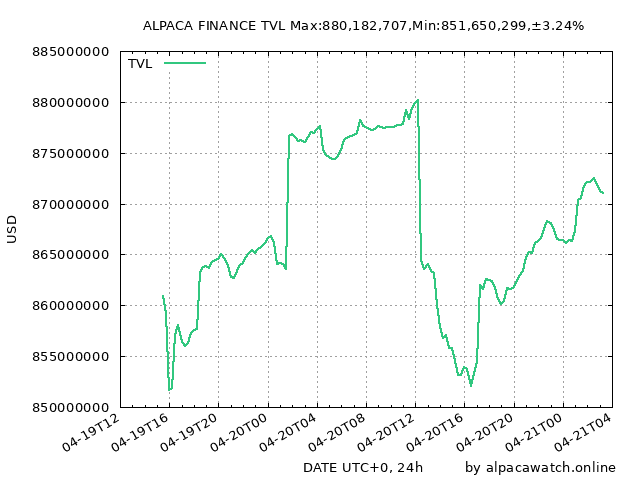 ALPACA FINANCE TVL Max:880,182,707,Min:851,650,299,±3.24%
885000000
TVL
880000000
875000000
870000000
USD
865000000
860000000
855000000
850000000
04-19T12 04-19T16 04-19T20 04-20T00 04-20T04 04-20T08 04-20T12 04-20T16 04-20T20 04-21T00 04-21T04
DATE UTC+0, 24h by alpacawatch.online